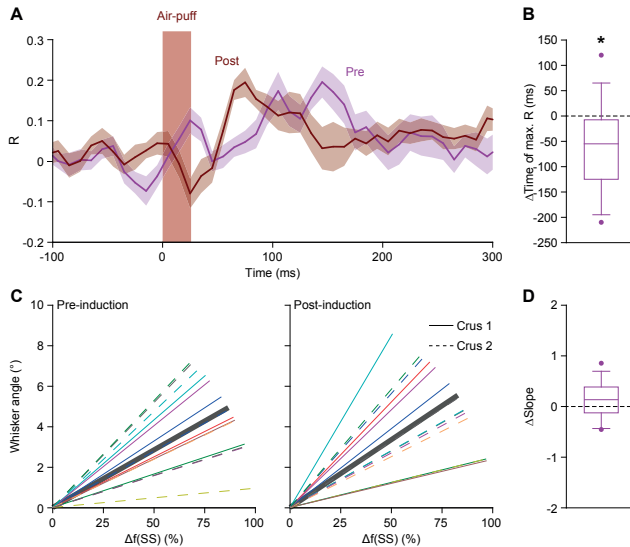 A
Air-puff
B
0.3
0.2
0.1
0
-0.1
-0.2
R
Post
Pre
-100
0
100
200
300
Time (ms)
*
150
100
50
0
-50
-100
-150
-200
-250
ΔTime of max. R (ms)
C
Pre-induction
Post-induction
Crus 1
Crus 2
10
8
6
4
2
0
Whisker angle (°)
0
25
50
75
100
Δf(SS) (%)
0
25
50
75
100
Δf(SS) (%)
D
2
1
0
-1
-2
ΔSlope